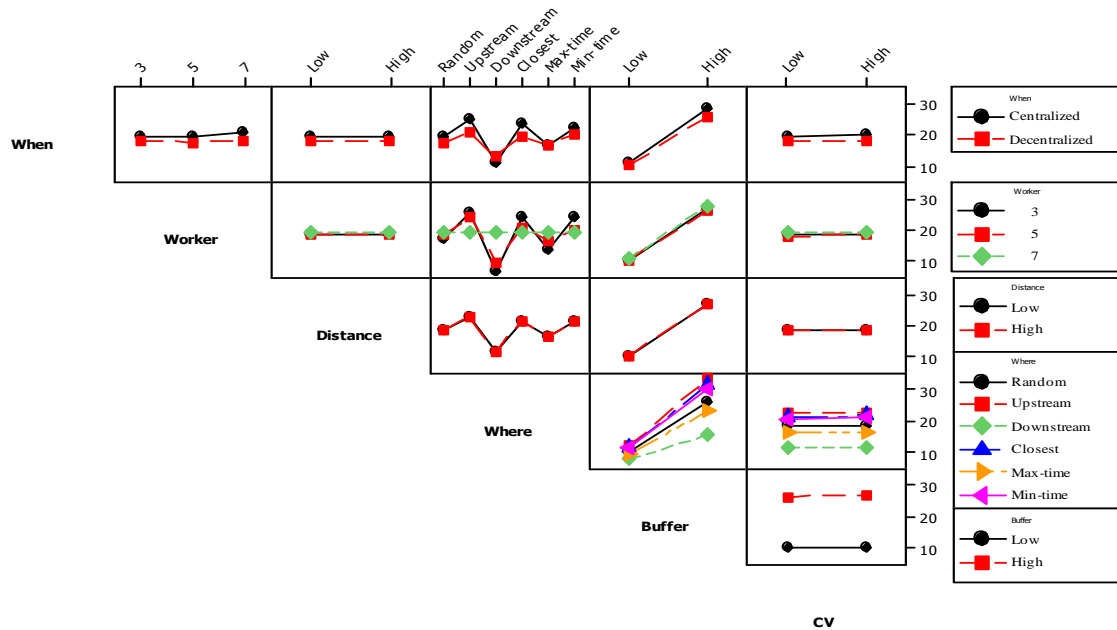 3 5 7 Low High Random Upstream Downstream Closest Max-time Min-time Low High Low High
When
30
20
10
When
Centralized
Decentralized
Worker
30
20
10
Worker
3
5
7
Distance
30
20
10
Distance
Low
High
Where
30
20
10
Where
Random
Upstream
Downstream
Closest
Max-time
Min-time
Buffer
30
20
10
Buffer
Low
High
CV